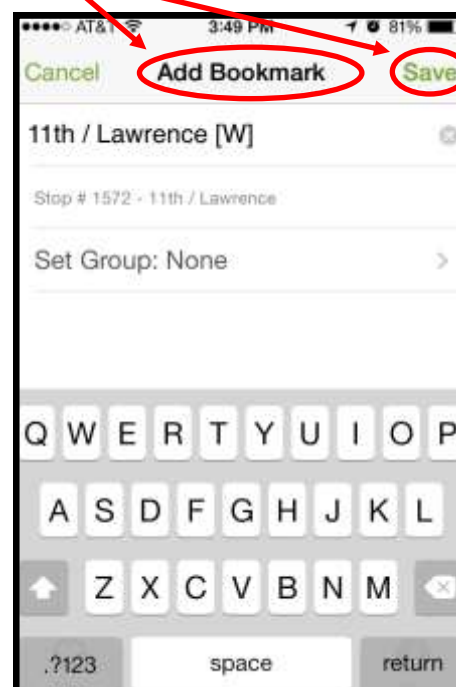 AT&T 3:49 PM 81%
Cancel Add Bookmark Save
11th / Lawrence [W]
Stop # 1572 - 11th / Lawrence
Set Group: None
Q W E R T Y U I O P
A S D F G H J K L
Z X C V B N M
.?123 space return